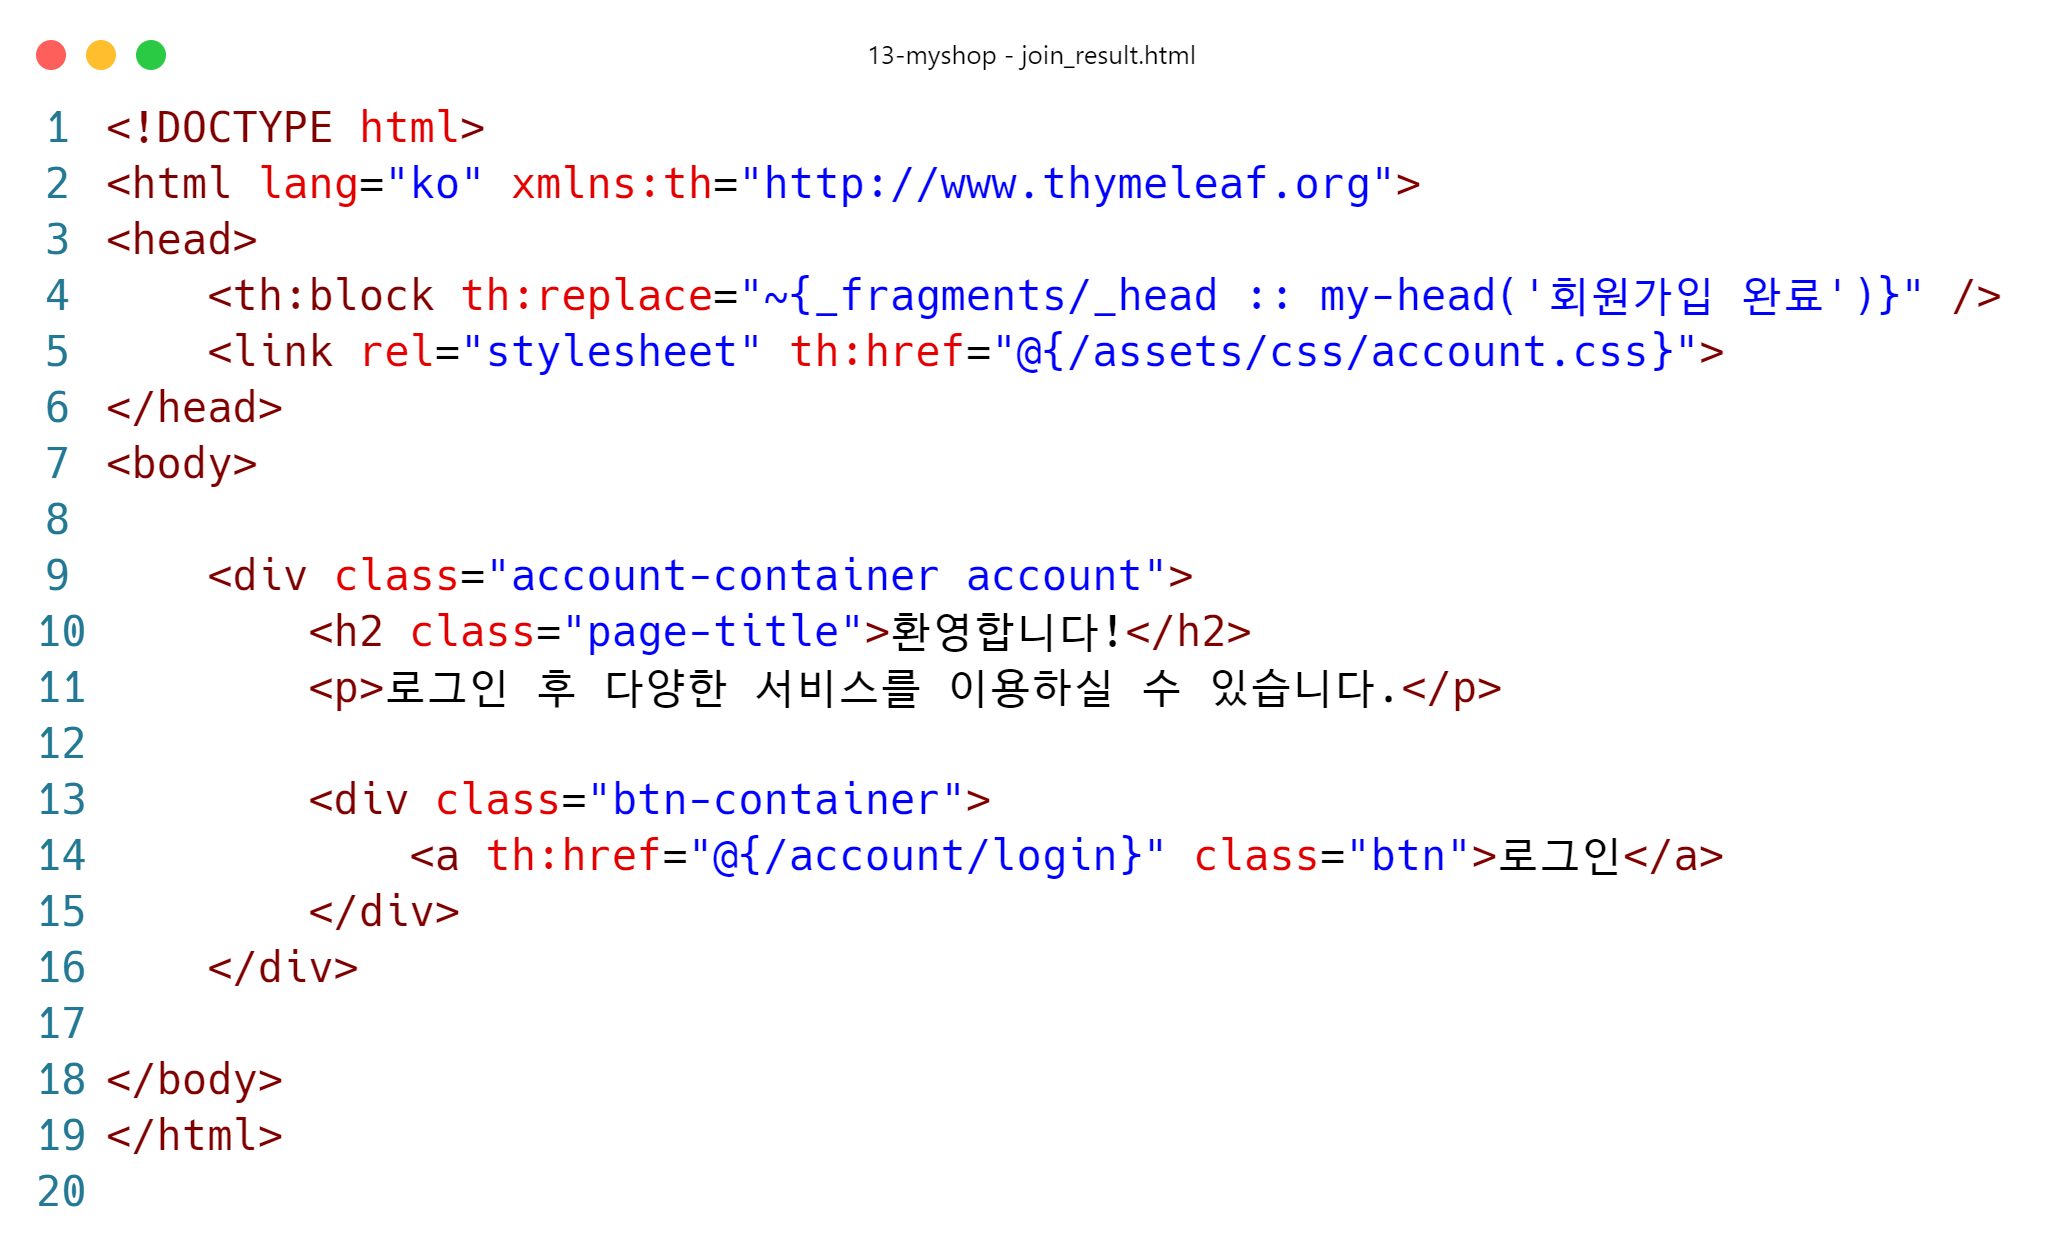 13-myshop - join_result.html
1 <!DOCTYPE html>
2 <html lang="ko" xmlns:th="http://www.thymeleaf.org">
3 <head>
4     <th:block th:replace="~{_fragments/_head :: my-head('회원가입 완료')}" />
5     <link rel="stylesheet" th:href="@{/assets/css/account.css}">
6 </head>
7 <body>
8
9     <div class="account-container account">
10         <h2 class="page-title">환영합니다!</h2>
11         <p>로그인 후 다양한 서비스를 이용하실 수 있습니다.</p>
12
13         <div class="btn-container">
14             <a th:href="@{/account/login}" class="btn">로그인</a>
15         </div>
16     </div>
17
18 </body>
19 </html>
20